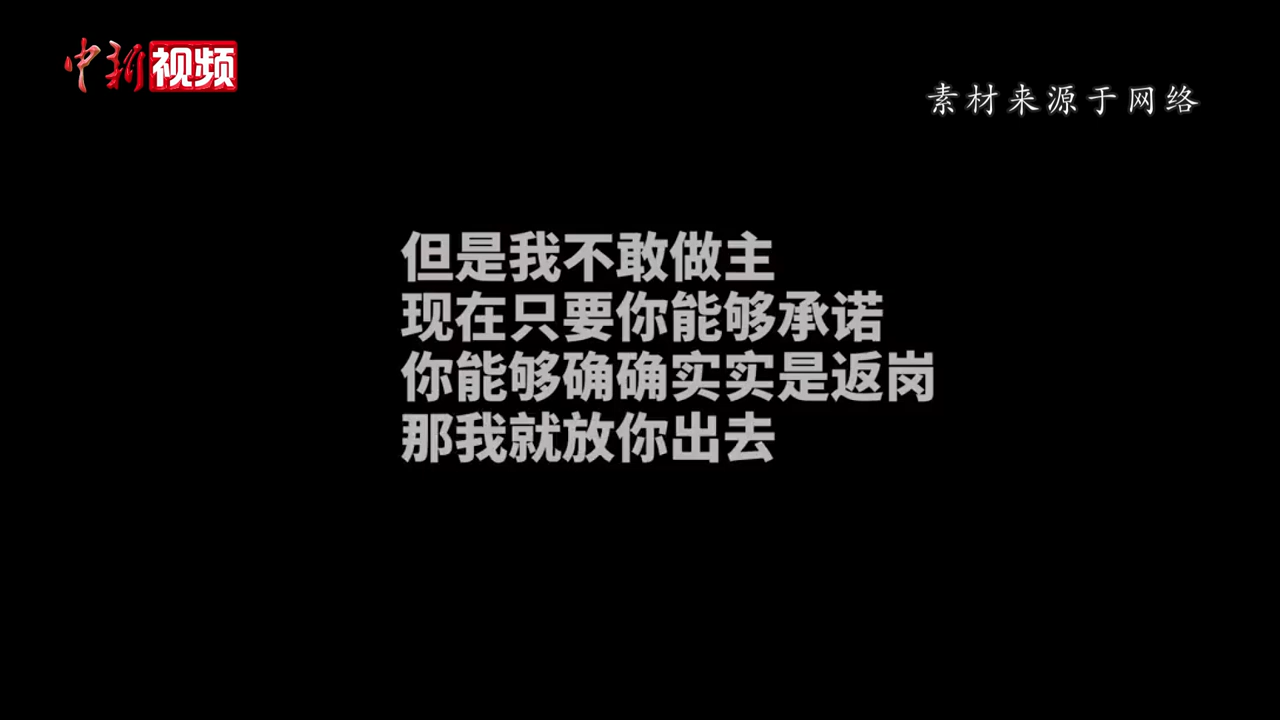 中新视频
素材来源于网络
但是我不敢做主
现在只要你能够承诺
你能够确确实实是返岗
那我就放你出去